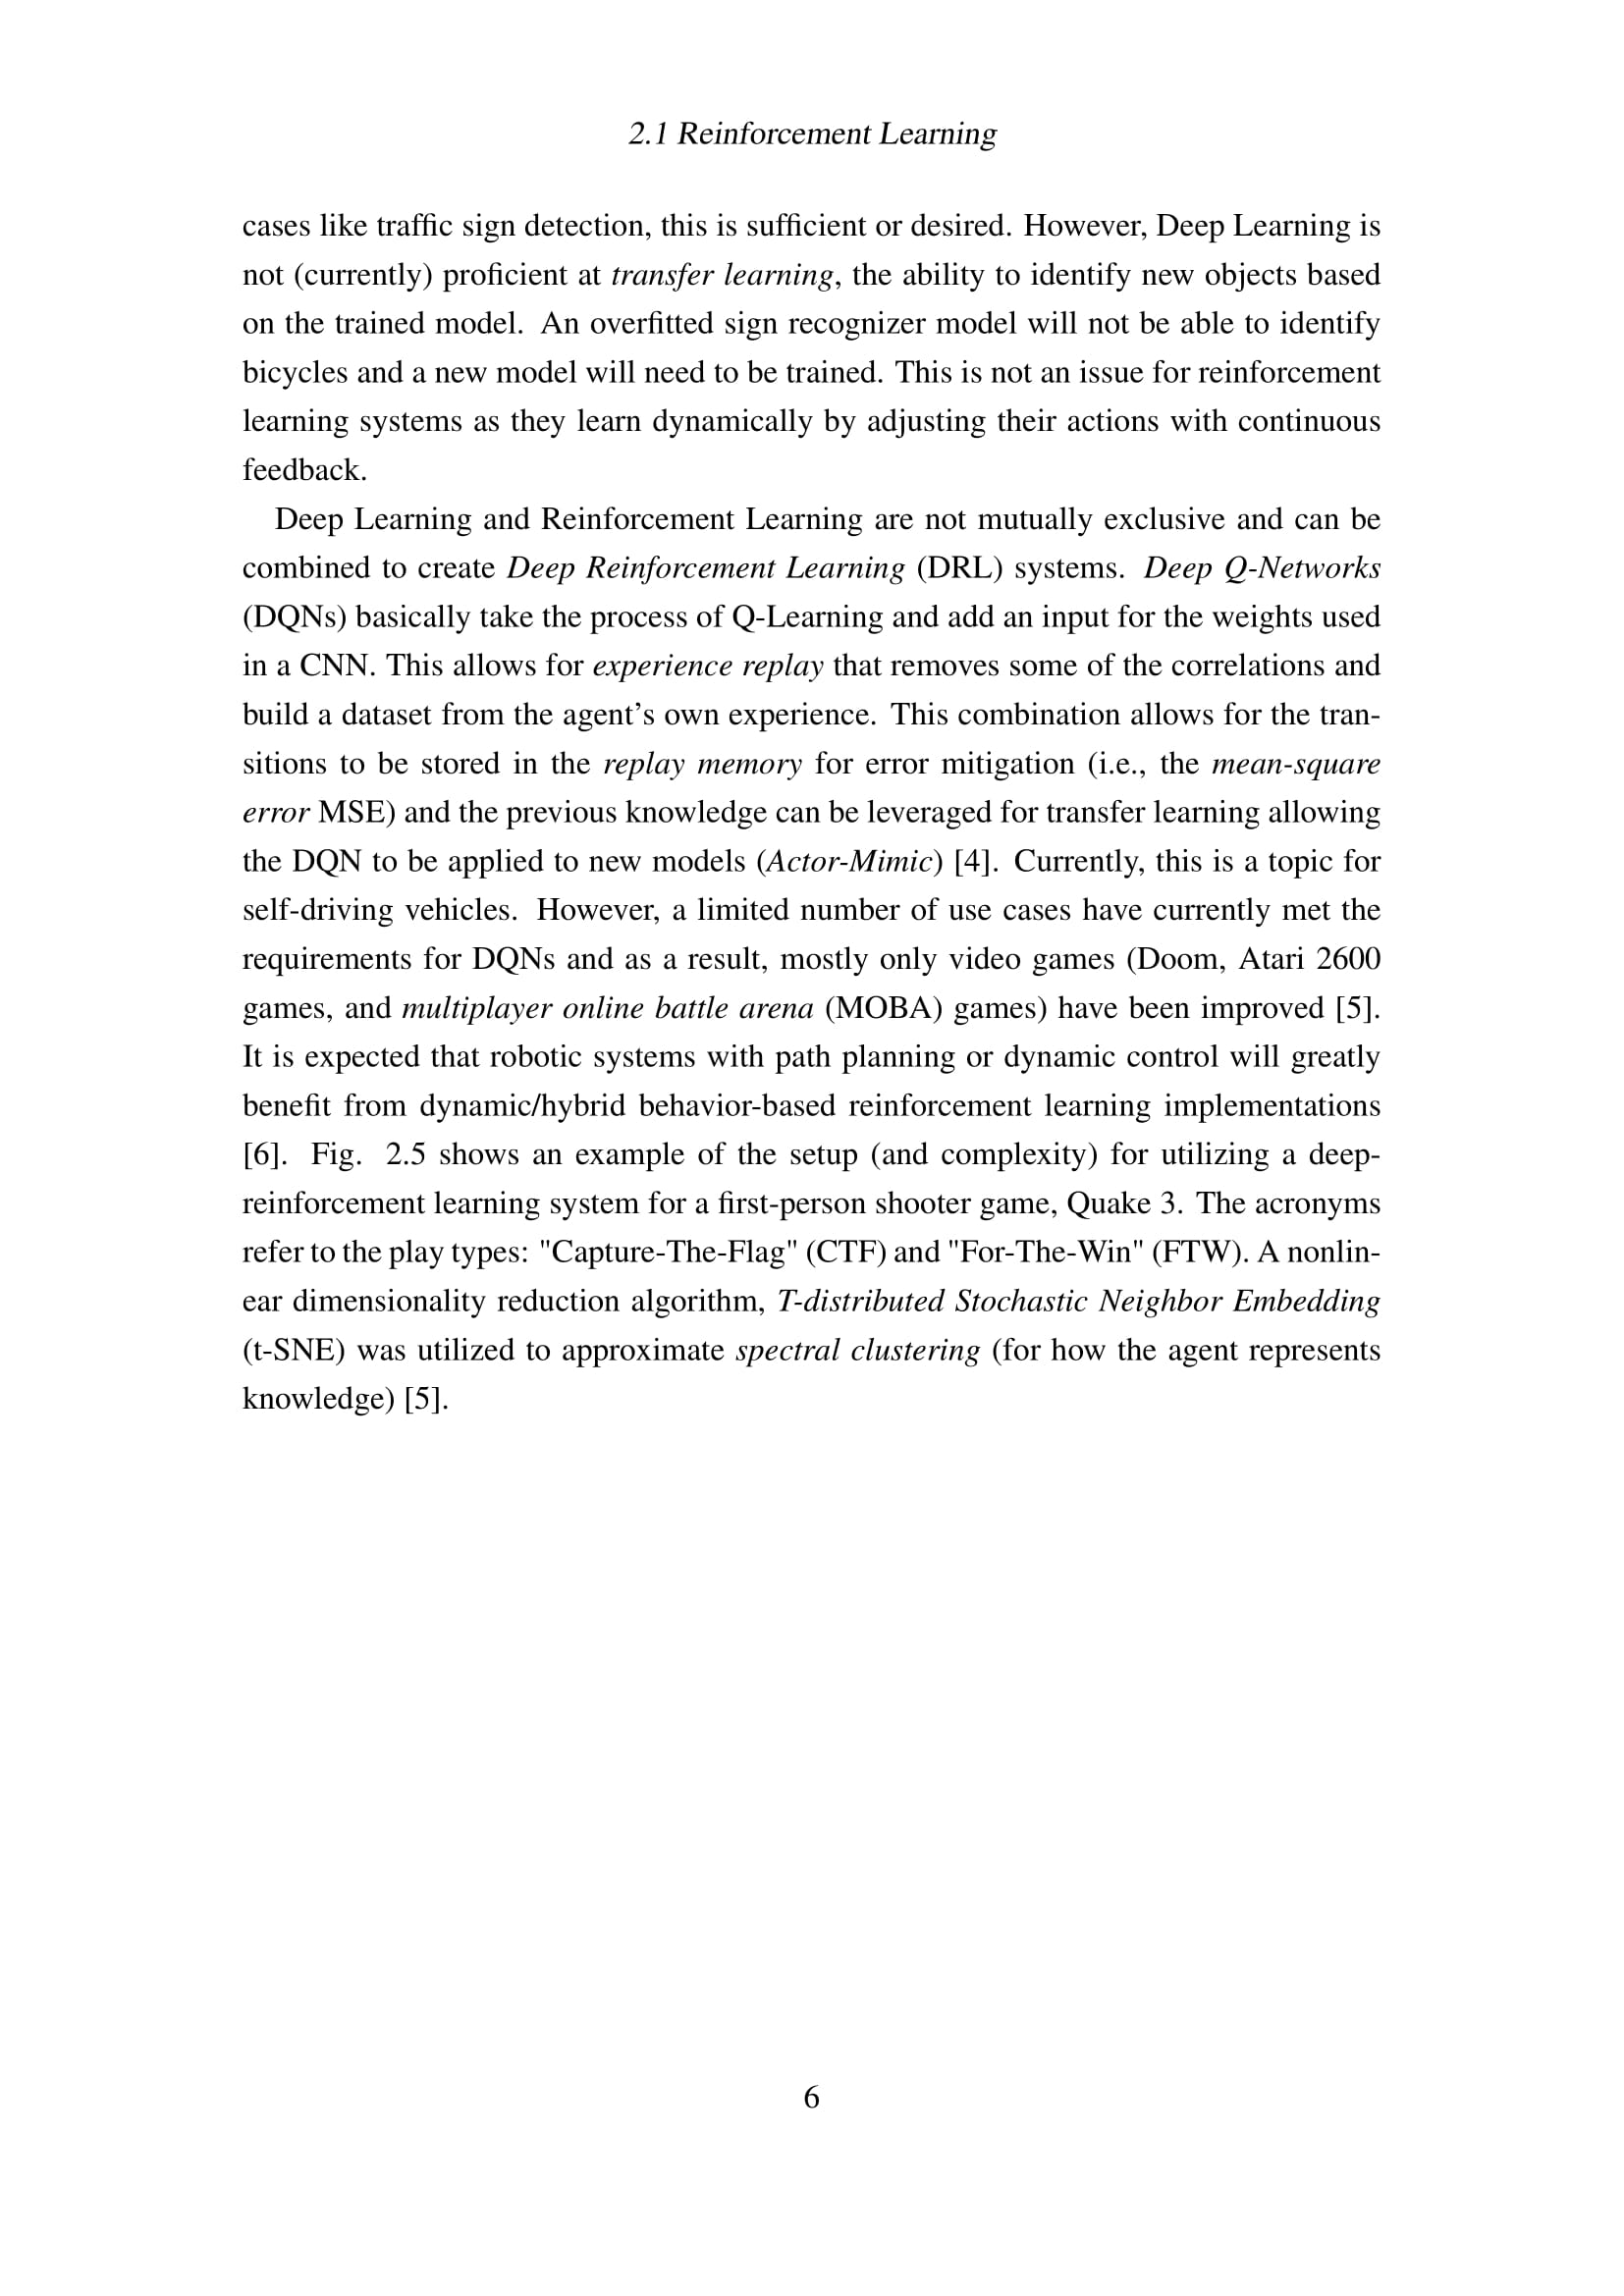 2.1 Reinforcement Learning
cases like traffic sign detection, this is sufficient or desired. However, Deep Learning is
not (currently) proficient at transfer learning, the ability to identify new objects based
on the trained model. An overfitted sign recognizer model will not be able to identify
bicycles and a new model will need to be trained. This is not an issue for reinforcement
learning systems as they learn dynamically by adjusting their actions with continuous
feedback.
Deep Learning and Reinforcement Learning are not mutually exclusive and can be
combined to create Deep Reinforcement Learning (DRL) systems. Deep Q-Networks
(DQNs) basically take the process of Q-Learning and add an input for the weights used
in a CNN. This allows for experience replay that removes some of the correlations and
build a dataset from the agent's own experience. This combination allows for the tran-
sitions to be stored in the replay memory for error mitigation (i.e., the mean-square
error MSE) and the previous knowledge can be leveraged for transfer learning allowing
the DQN to be applied to new models (Actor-Mimic) [4]. Currently, this is a topic for
self-driving vehicles. However, a limited number of use cases have currently met the
requirements for DQNs and as a result, mostly only video games (Doom, Atari 2600
games, and multiplayer online battle arena (MOBA) games) have been improved [5].
It is expected that robotic systems with path planning or dynamic control will greatly
benefit from dynamic/hybrid behavior-based reinforcement learning implementations
[6]. Fig. 2.5 shows an example of the setup (and complexity) for utilizing a deep-
reinforcement learning system for a first-person shooter game, Quake 3. The acronyms
refer to the play types: "Capture-The-Flag" (CTF) and "For-The-Win" (FTW). A nonlin-
ear dimensionality reduction algorithm, T-distributed Stochastic Neighbor Embedding
(t-SNE) was utilized to approximate spectral clustering (for how the agent represents
knowledge) [5].
6